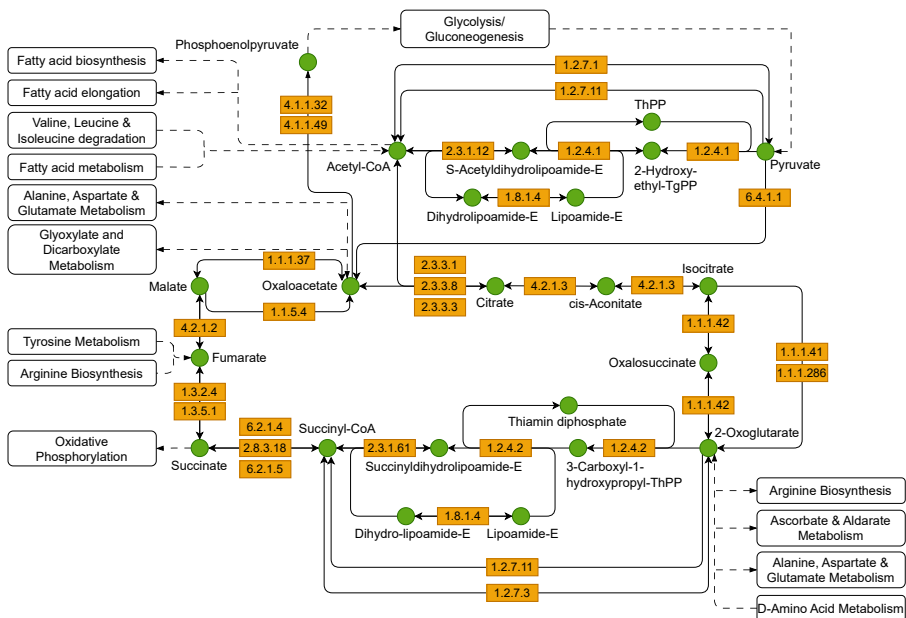 Glycolysis/
Gluconeogenesis
Phosphoenolpyruvate
Fatty acid biosynthesis
Fatty acid elongation
Valine, Leucine &
Isoleucine degradation
Fatty acid metabolism
Alanine, Aspartate &
Glutamate Metabolism
Glyoxylate and
Dicarboxylate
Metabolism
4.1.1.32
4.1.1.49
1.2.7.1
1.2.7.11
ThPP
2.3.1.12
1.2.4.1
1.2.4.1
Acetyl-CoA
S-Acetyldihydrolipoamide-E
2-Hydroxy-
ethyl-TgPP
Pyruvate
1.8.1.4
Dihydrolipoamide-E
Lipoamide-E
6.4.1.1
1.1.1.37
Malate
Oxaloacetate
1.1.5.4
2.3.3.1
2.3.3.8
2.3.3.3
Citrate
4.2.1.3
cis-Aconitate
4.2.1.3
Isocitrate
4.2.1.2
1.1.1.42
Tyrosine Metabolism
Arginine Biosynthesis
Fumarate
Oxalosuccinate
1.1.1.41
1.1.1.286
1.3.2.4
1.3.5.1
1.1.1.42
Oxidative
Phosphorylation
Succinate
6.2.1.4
2.8.3.18
6.2.1.5
Succinyl-CoA
Thiamin diphosphate
2-Oxoglutarate
2.3.1.61
1.2.4.2
1.2.4.2
Succinyldihydrolipoamide-E
3-Carboxyl-1-
hydroxypropyl-ThPP
1.8.1.4
Dihydro-lipoamide-E
Lipoamide-E
1.2.7.11
1.2.7.3
Arginine Biosynthesis
Ascorbate & Aldarate
Metabolism
Alanine, Aspartate &
Glutamate Metabolism
D-Amino Acid Metabolism